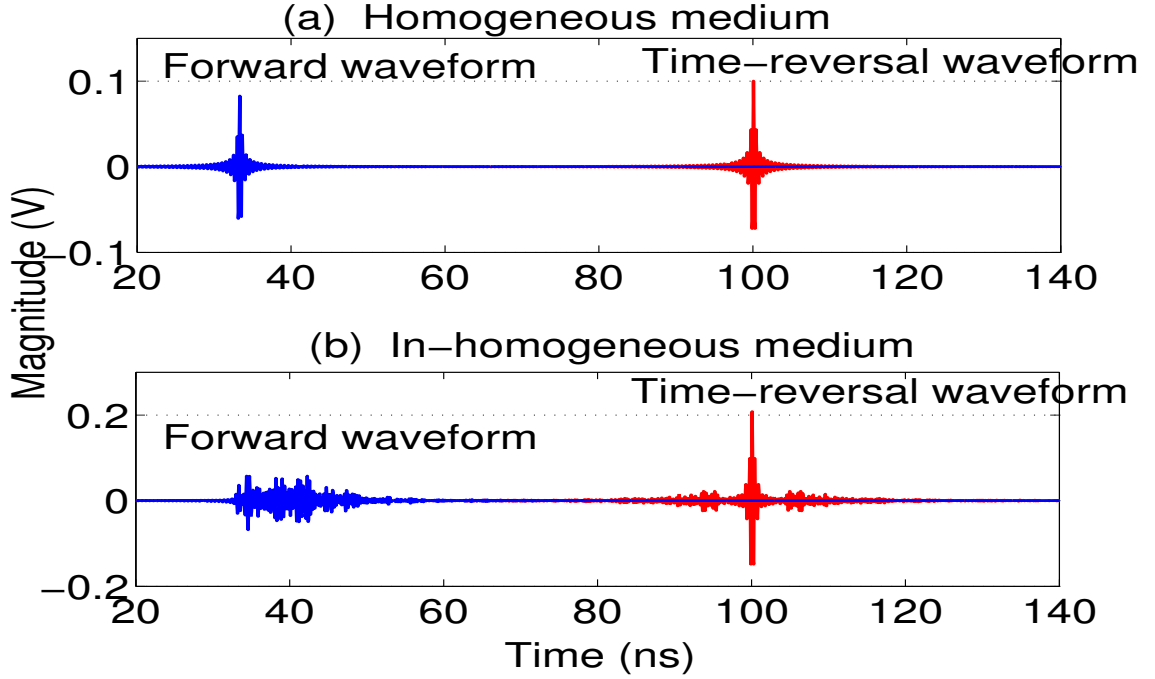 (a) Homogeneous medium
Forward waveform
Time−reversal waveform
0.1
0
−0.1
20 40 60 80 100 120 140
Magnitude (V)
(b) In−homogeneous medium
Time−reversal waveform
Forward waveform
0.2
0
−0.2
20 40 60 80 100 120 140
Time (ns)